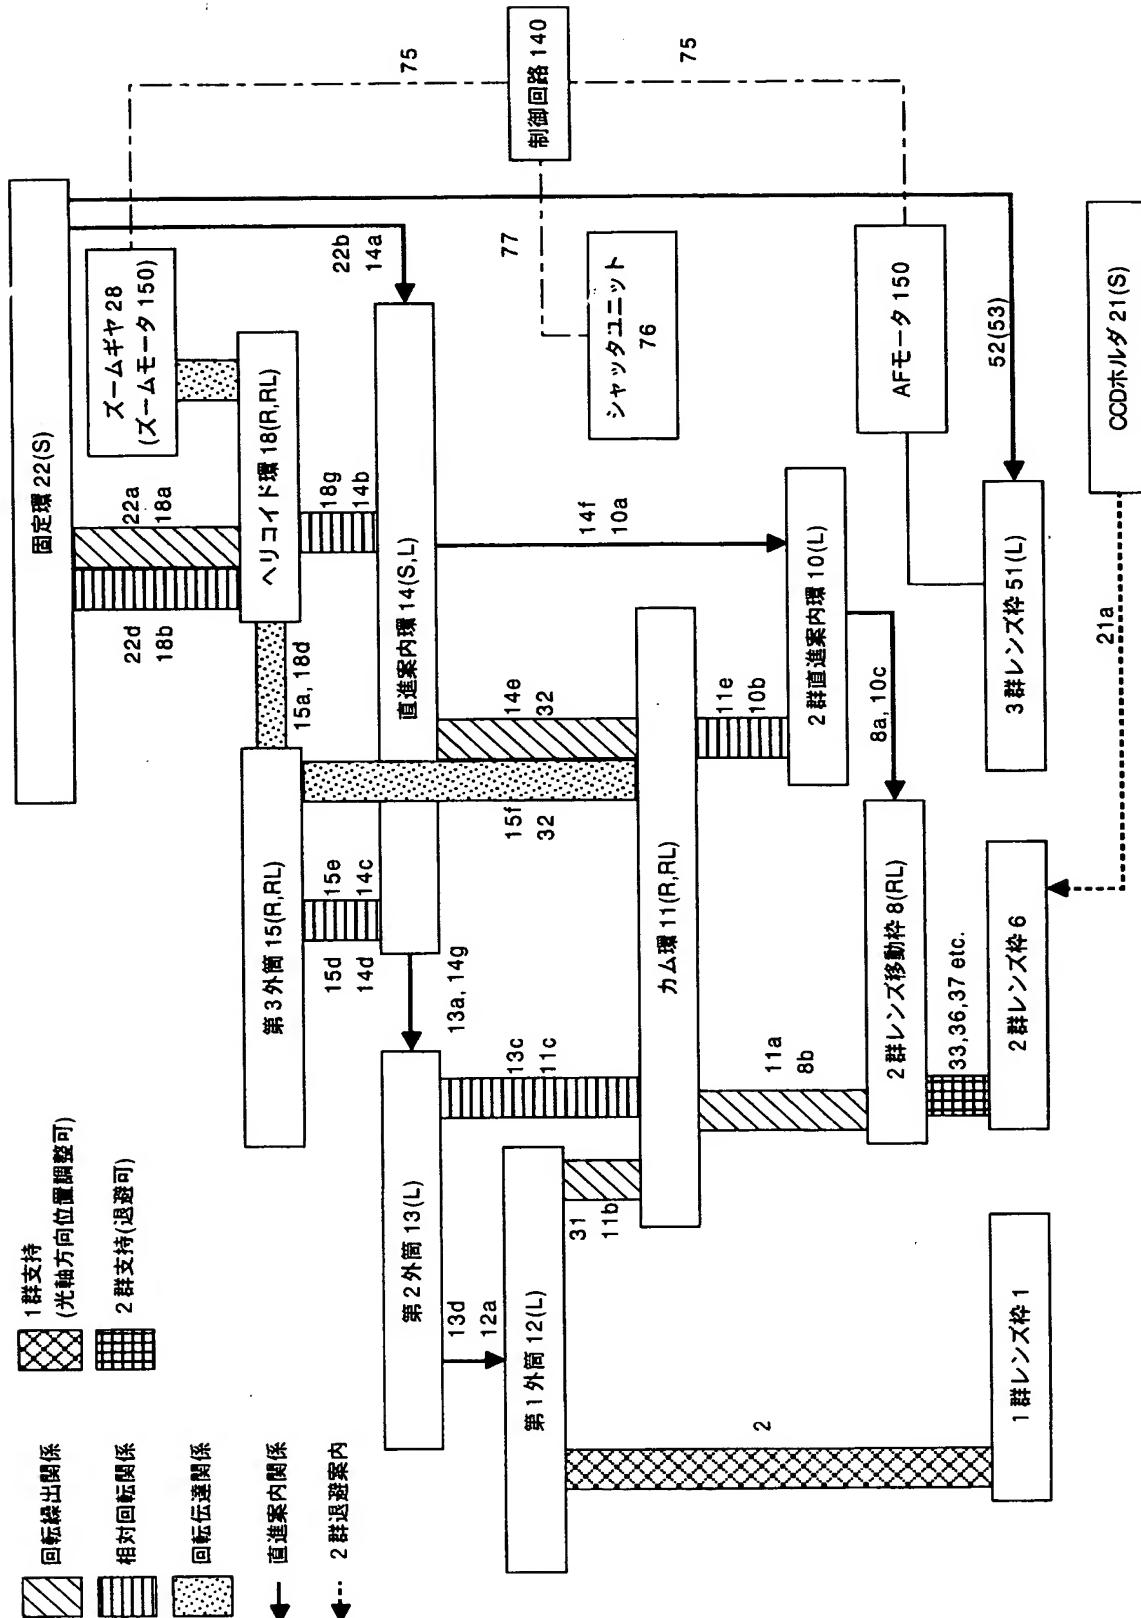 回転繰出関係
相対回転関係
回転伝達関係
直進案内関係
2群退避案内
1群支持
(光軸方向位置調整可)
2群支持(退避可)
固定環 22(S)
22a
18a
22d
18b
ズームギヤ 28
(ズームモータ 150)
75
制御回路 140
75
ヘリコイド環 18(R,RL)
22b
14a
18g
14b
15a, 18d
第3外筒 15(R,RL)
15e
14c
15d
14d
直進案内環 14(S,L)
77
シャッタユニット
76
14f
10a
14e
32
15f
32
13a, 14g
第2外筒 13(L)
13c
11c
13d
12a
第1外筒 12(L)
31
11b
カム環 11(R,RL)
11e
10b
2群直進案内環 10(L)
8a, 10c
11a
8b
2群レンズ移動枠 8(RL)
33,36,37 etc.
2群レンズ枠 6
AFモータ 150
52(53)
3群レンズ枠 51(L)
21a
CCDホルダ 21(S)
2
1群レンズ枠 1